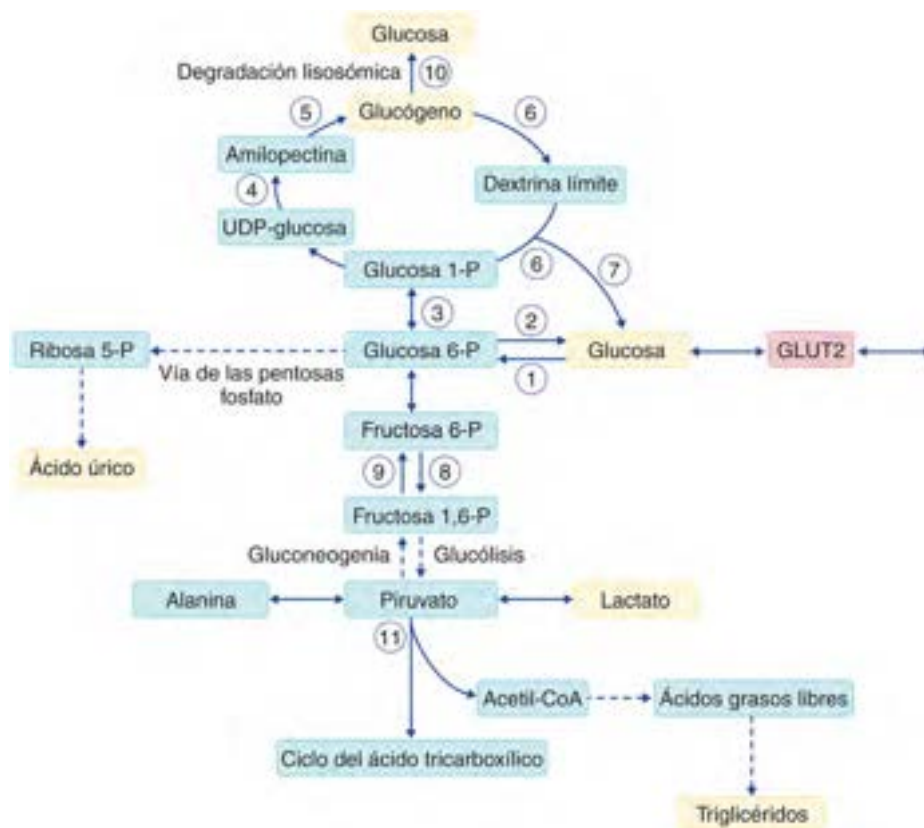 Glucosa
Degradación lisosómica
10
5
Glucógeno
6
Amilopectina
4
Dextrina límite
UDP-glucosa
Glucosa 1-P
6
7
3
2
Ribosa 5-P
Glucosa 6-P
Glucosa
GLUT2
Vía de las pentosas
fosfato
1
Fructosa 6-P
Ácido úrico
9
8
Fructosa 1,6-P
Gluconeogenia
Glucólisis
Alanina
Piruvato
Lactato
11
Acetil-CoA
Ácidos grasos libres
Ciclo del ácido tricarboxílico
Triglicéridos